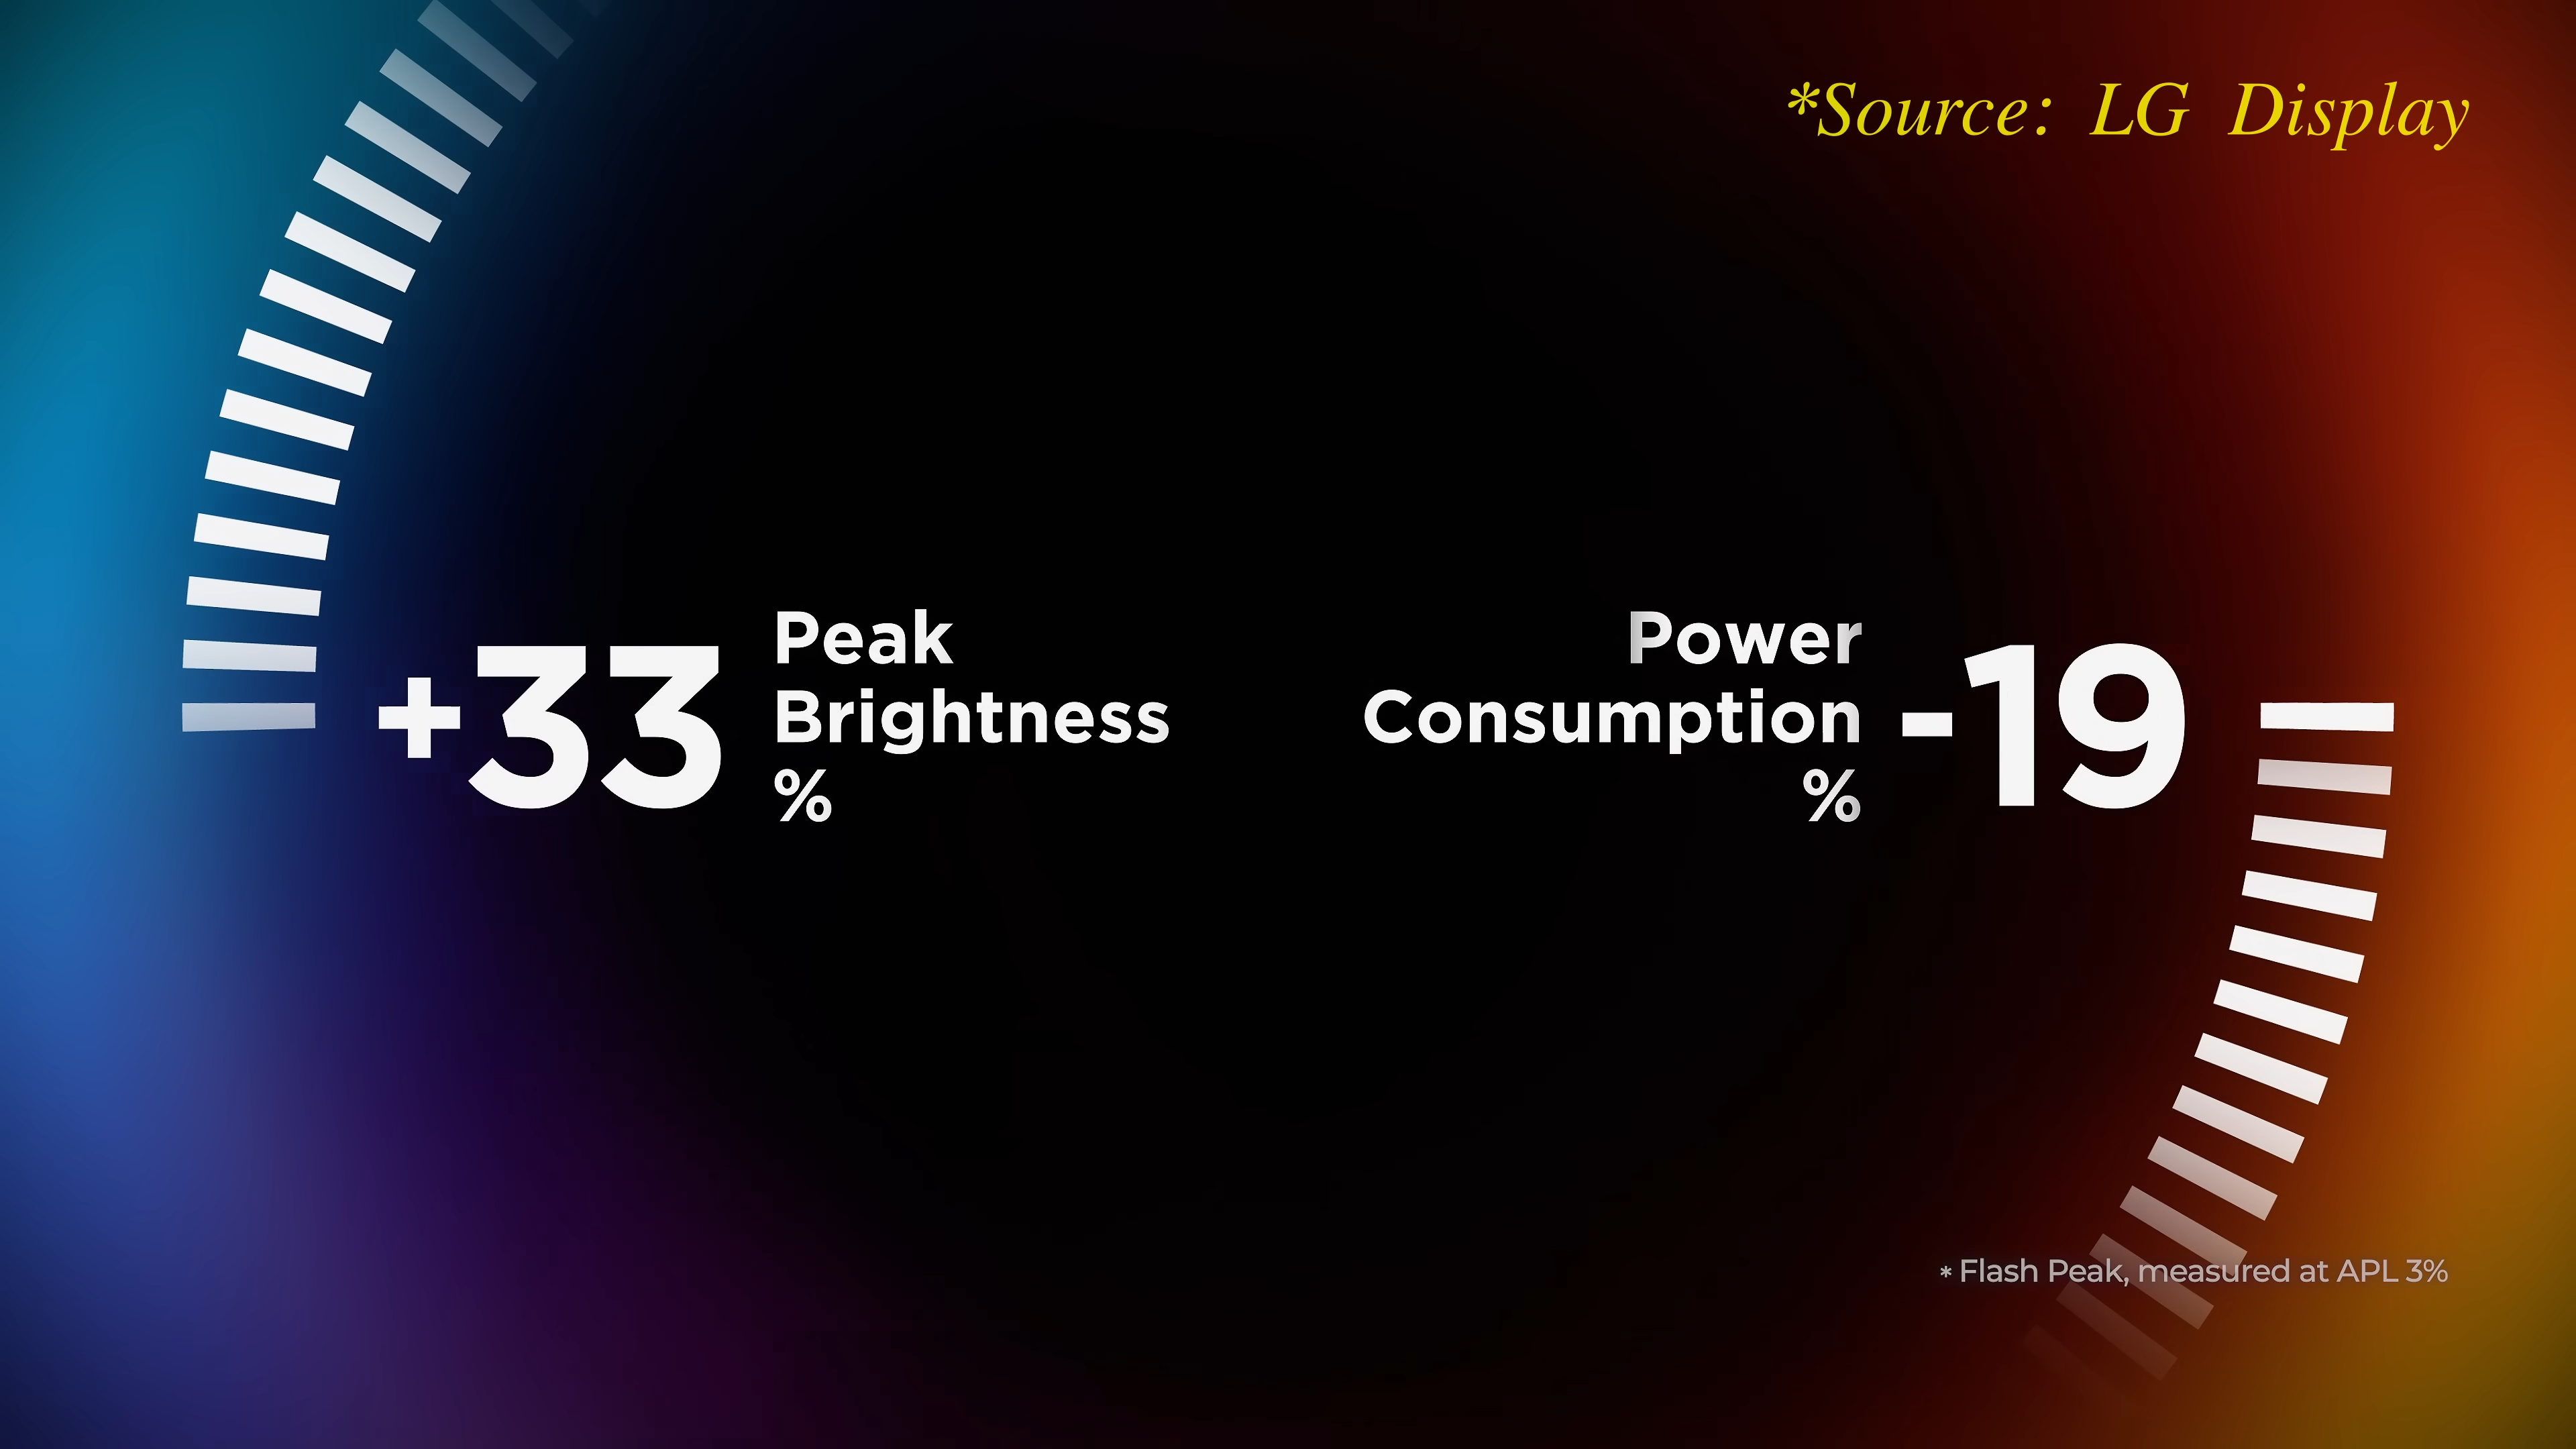 *Source: LG Display
+33
Peak
Brightness
%
Power
Consumption
%
-19
* Flash Peak, measured at APL 3%